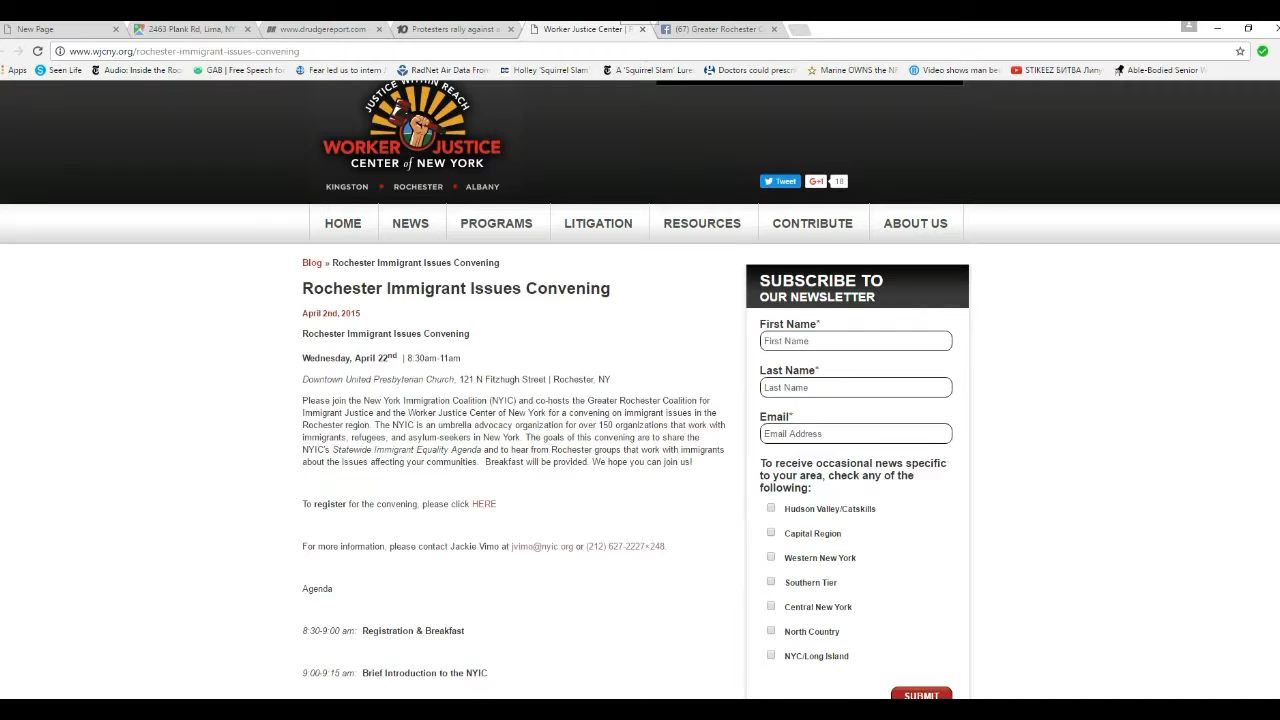 New Page
2463 Plank Rd, Lima, NY
www.drudgereport.com
Protesters rally against
Worker Justice Center | R
(67) Greater Rochester C
www.wjcny.org/rochester-immigrant-issues-convening
Apps
Seen Life
Audio: Inside the Roc
GAB | Free Speech fo
Fear led us to intern J
RadNet Air Data From
Holley 'Squirrel Slam'
A 'Squirrel Slam' Lure
Doctors could prescr
Marine OWNS the NF
Video shows man be
STIKEEZ БИТВА Липу
Able-Bodied Senior W
JUSTICE WITHIN REACH
WORKER JUSTICE
CENTER of NEW YORK
KINGSTON • ROCHESTER • ALBANY
Tweet
G+1
18
HOME
NEWS
PROGRAMS
LITIGATION
RESOURCES
CONTRIBUTE
ABOUT US
Blog » Rochester Immigrant Issues Convening
Rochester Immigrant Issues Convening
April 2nd, 2015
Rochester Immigrant Issues Convening
Wednesday, April 22nd | 8:30am-11am
Downtown United Presbyterian Church, 121 N Fitzhugh Street | Rochester, NY
Please join the New York Immigration Coalition (NYIC) and co-hosts the Greater Rochester Coalition for
Immigrant Justice and the Worker Justice Center of New York for a convening on immigrant issues in the
Rochester region. The NYIC is an umbrella advocacy organization for over 150 organizations that work with
immigrants, refugees, and asylum-seekers in New York. The goals of this convening are to share the
NYIC's Statewide Immigrant Equality Agenda and to hear from Rochester groups that work with immigrants
about the issues affecting your communities. Breakfast will be provided. We hope you can join us!
To register for the convening, please click HERE
For more information, please contact Jackie Vimo at jvimo@nyic.org or (212) 627-2227×248.
Agenda
8:30-9:00 am: Registration & Breakfast
9:00-9:15 am: Brief Introduction to the NYIC
SUBSCRIBE TO
OUR NEWSLETTER
First Name*
First Name
Last Name*
Last Name
Email*
Email Address
To receive occasional news specific
to your area, check any of the
following:
Hudson Valley/Catskills
Capital Region
Western New York
Southern Tier
Central New York
North Country
NYC/Long Island
SUBMIT